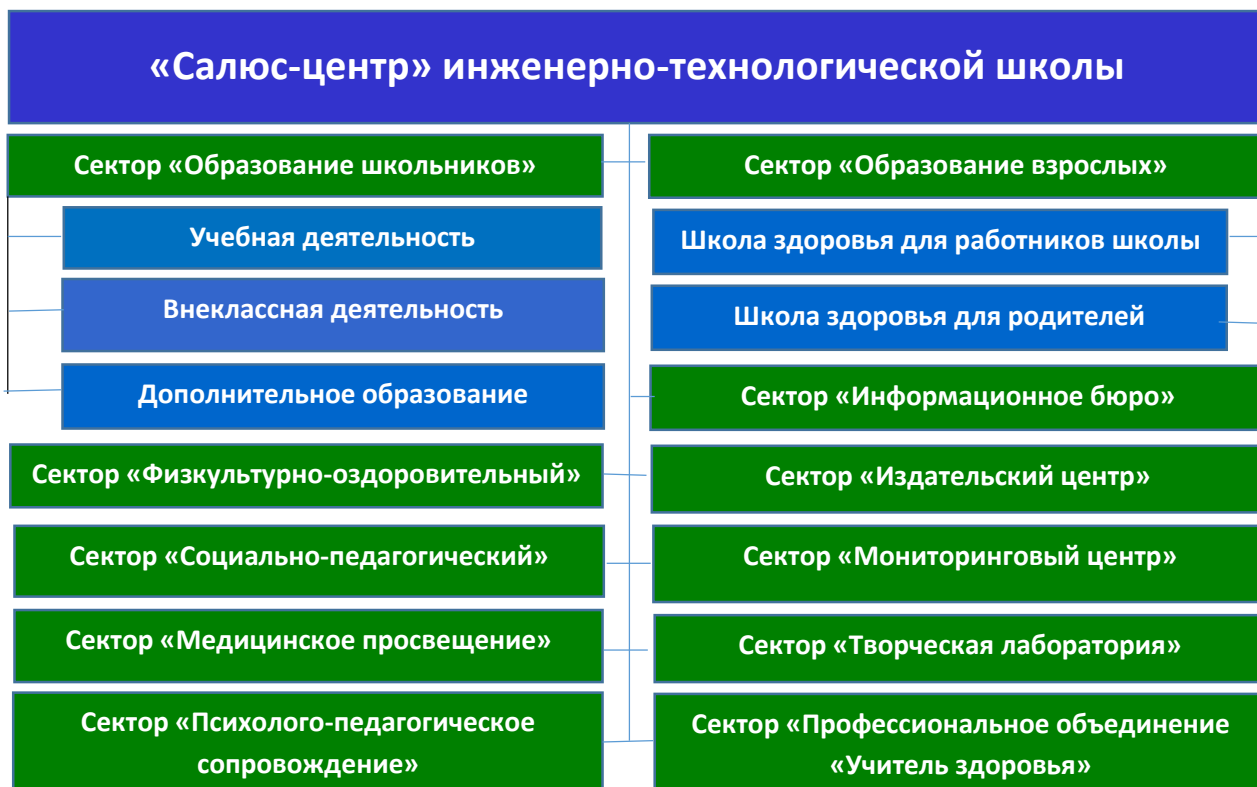 «Салюс-центр» инженерно-технологической школы
Сектор «Образование школьников»
Учебная деятельность
Внеклассная деятельность
Дополнительное образование
Сектор «Физкультурно-оздоровительный»
Сектор «Социально-педагогический»
Сектор «Медицинское просвещение»
Сектор «Психолого-педагогическое
сопровождение»
Сектор «Образование взрослых»
Школа здоровья для работников школы
Школа здоровья для родителей
Сектор «Информационное бюро»
Сектор «Издательский центр»
Сектор «Мониторинговый центр»
Сектор «Творческая лаборатория»
Сектор «Профессиональное объединение
«Учитель здоровья»